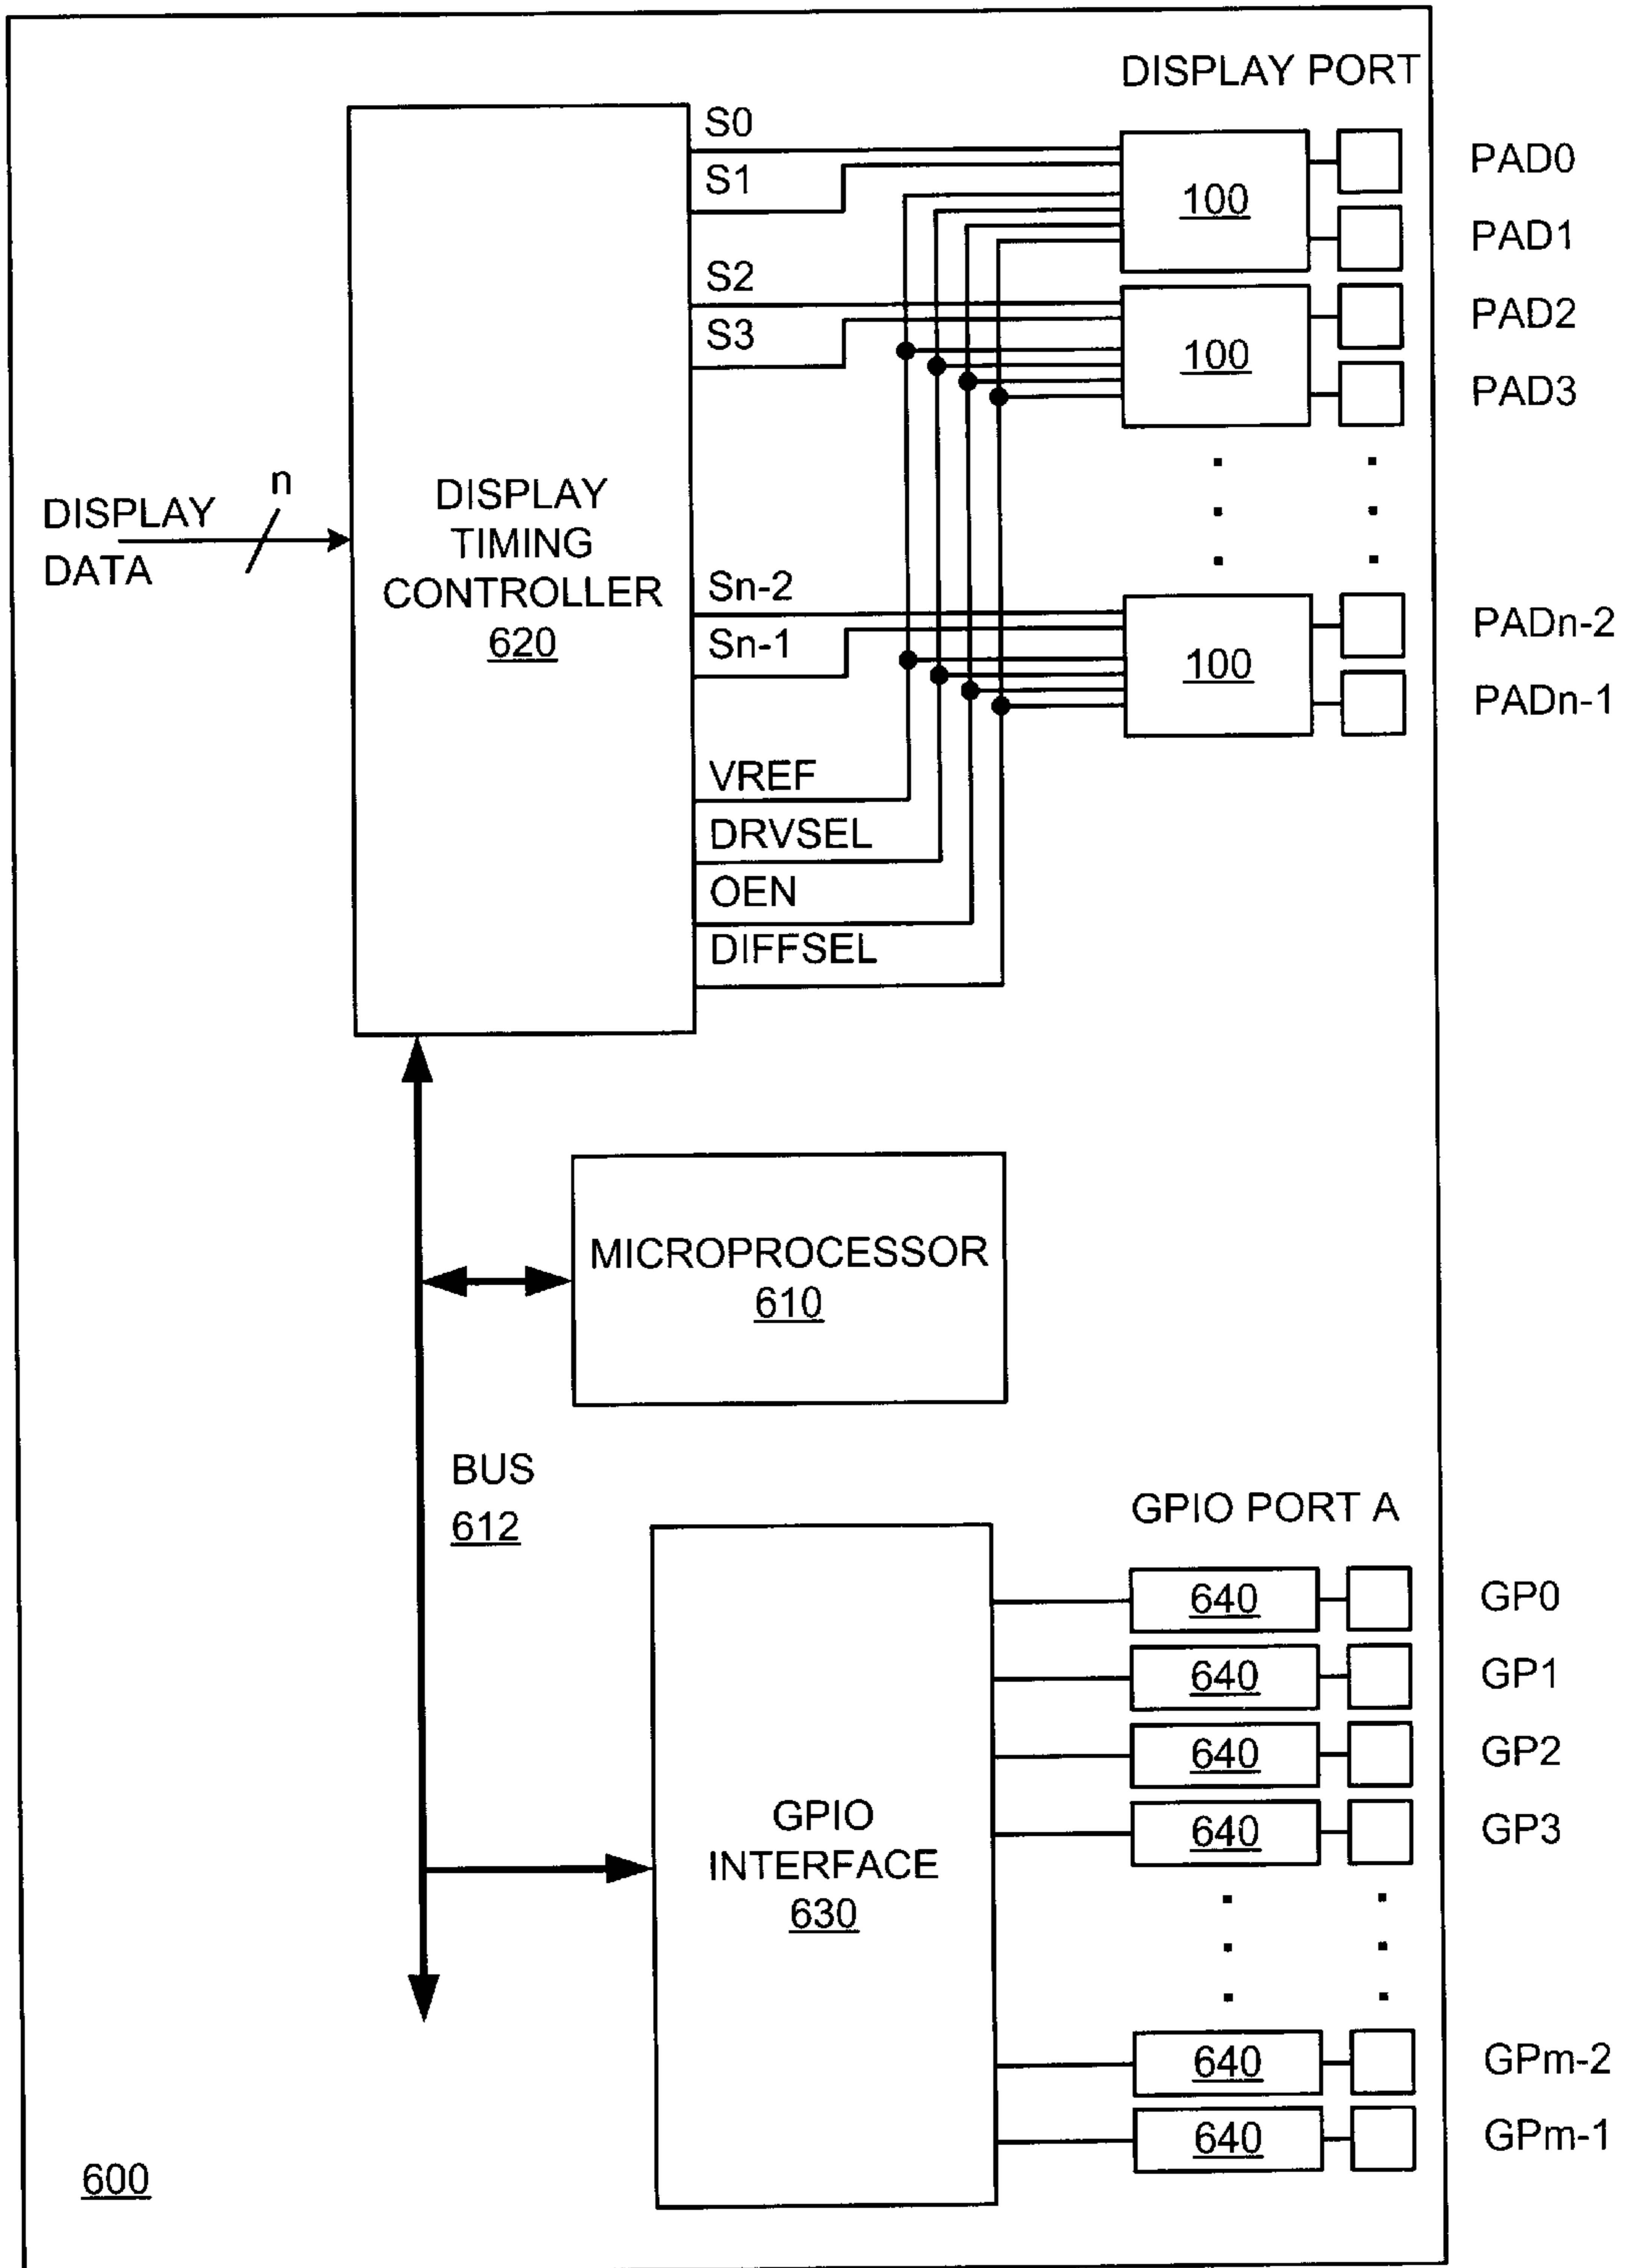 DISPLAY PORT
S0
S1
100
PAD0
PAD1
S2
S3
100
PAD2
PAD3
n
DISPLAY
DATA
DISPLAY
TIMING
CONTROLLER
620
Sn-2
Sn-1
100
PADn-2
PADn-1
VREF
DRVSEL
OEN
DIFFSEL
MICROPROCESSOR
610
BUS
612
GPIO PORT A
GPIO
INTERFACE
630
640
GP0
640
GP1
640
GP2
640
GP3
640
GPm-2
640
GPm-1
600